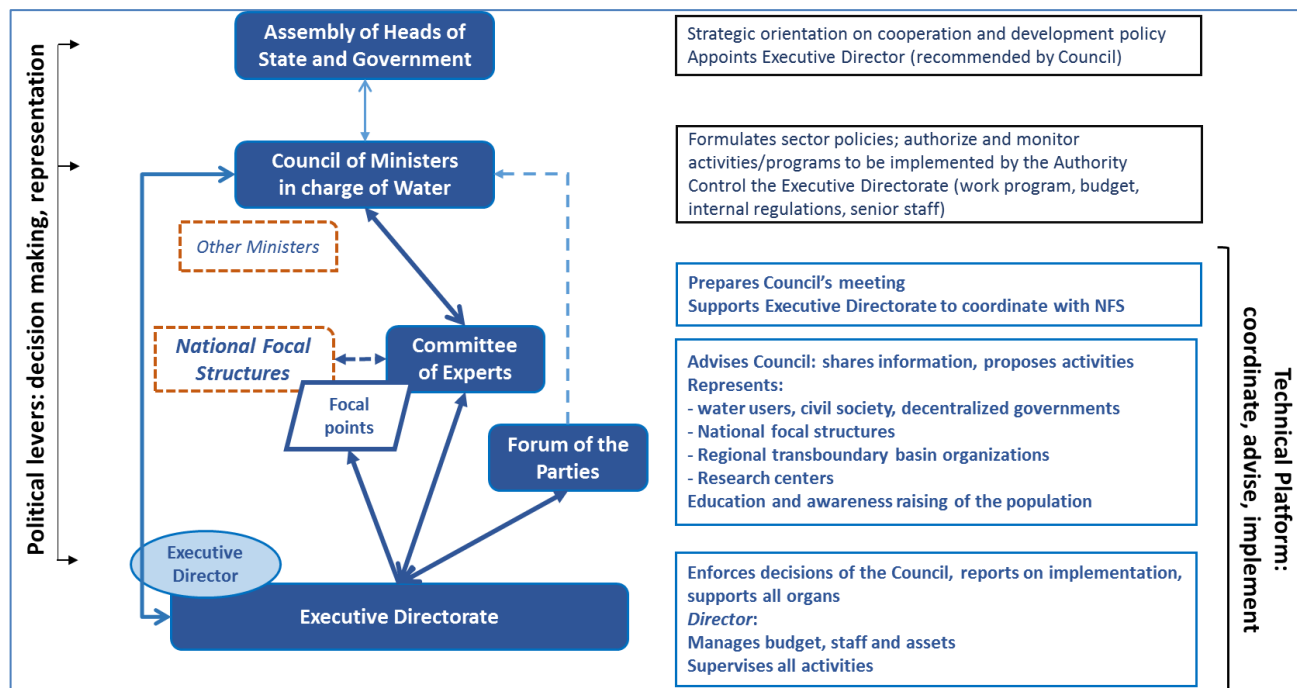 Political levers: decision making, representation
Assembly of Heads of
State and Government
Strategic orientation on cooperation and development policy
Appoints Executive Director (recommended by Council)
Council of Ministers
in charge of Water
Formulates sector policies; authorize and monitor
activities/programs to be implemented by the Authority
Control the Executive Directorate (work program, budget,
internal regulations, senior staff)
Other Ministers
Prepares Council's meeting
Supports Executive Directorate to coordinate with NFS
National Focal
Structures
Committee
of Experts
Focal
points
Forum of the
Parties
Advises Council: shares information, proposes activities
Represents:
- water users, civil society, decentralized governments
- National focal structures
- Regional transboundary basin organizations
- Research centers
Education and awareness raising of the population
Executive
Director
Executive Directorate
Enforces decisions of the Council, reports on implementation,
supports all organs
Director:
Manages budget, staff and assets
Supervises all activities
Technical Platform:
coordinate, advise, implement